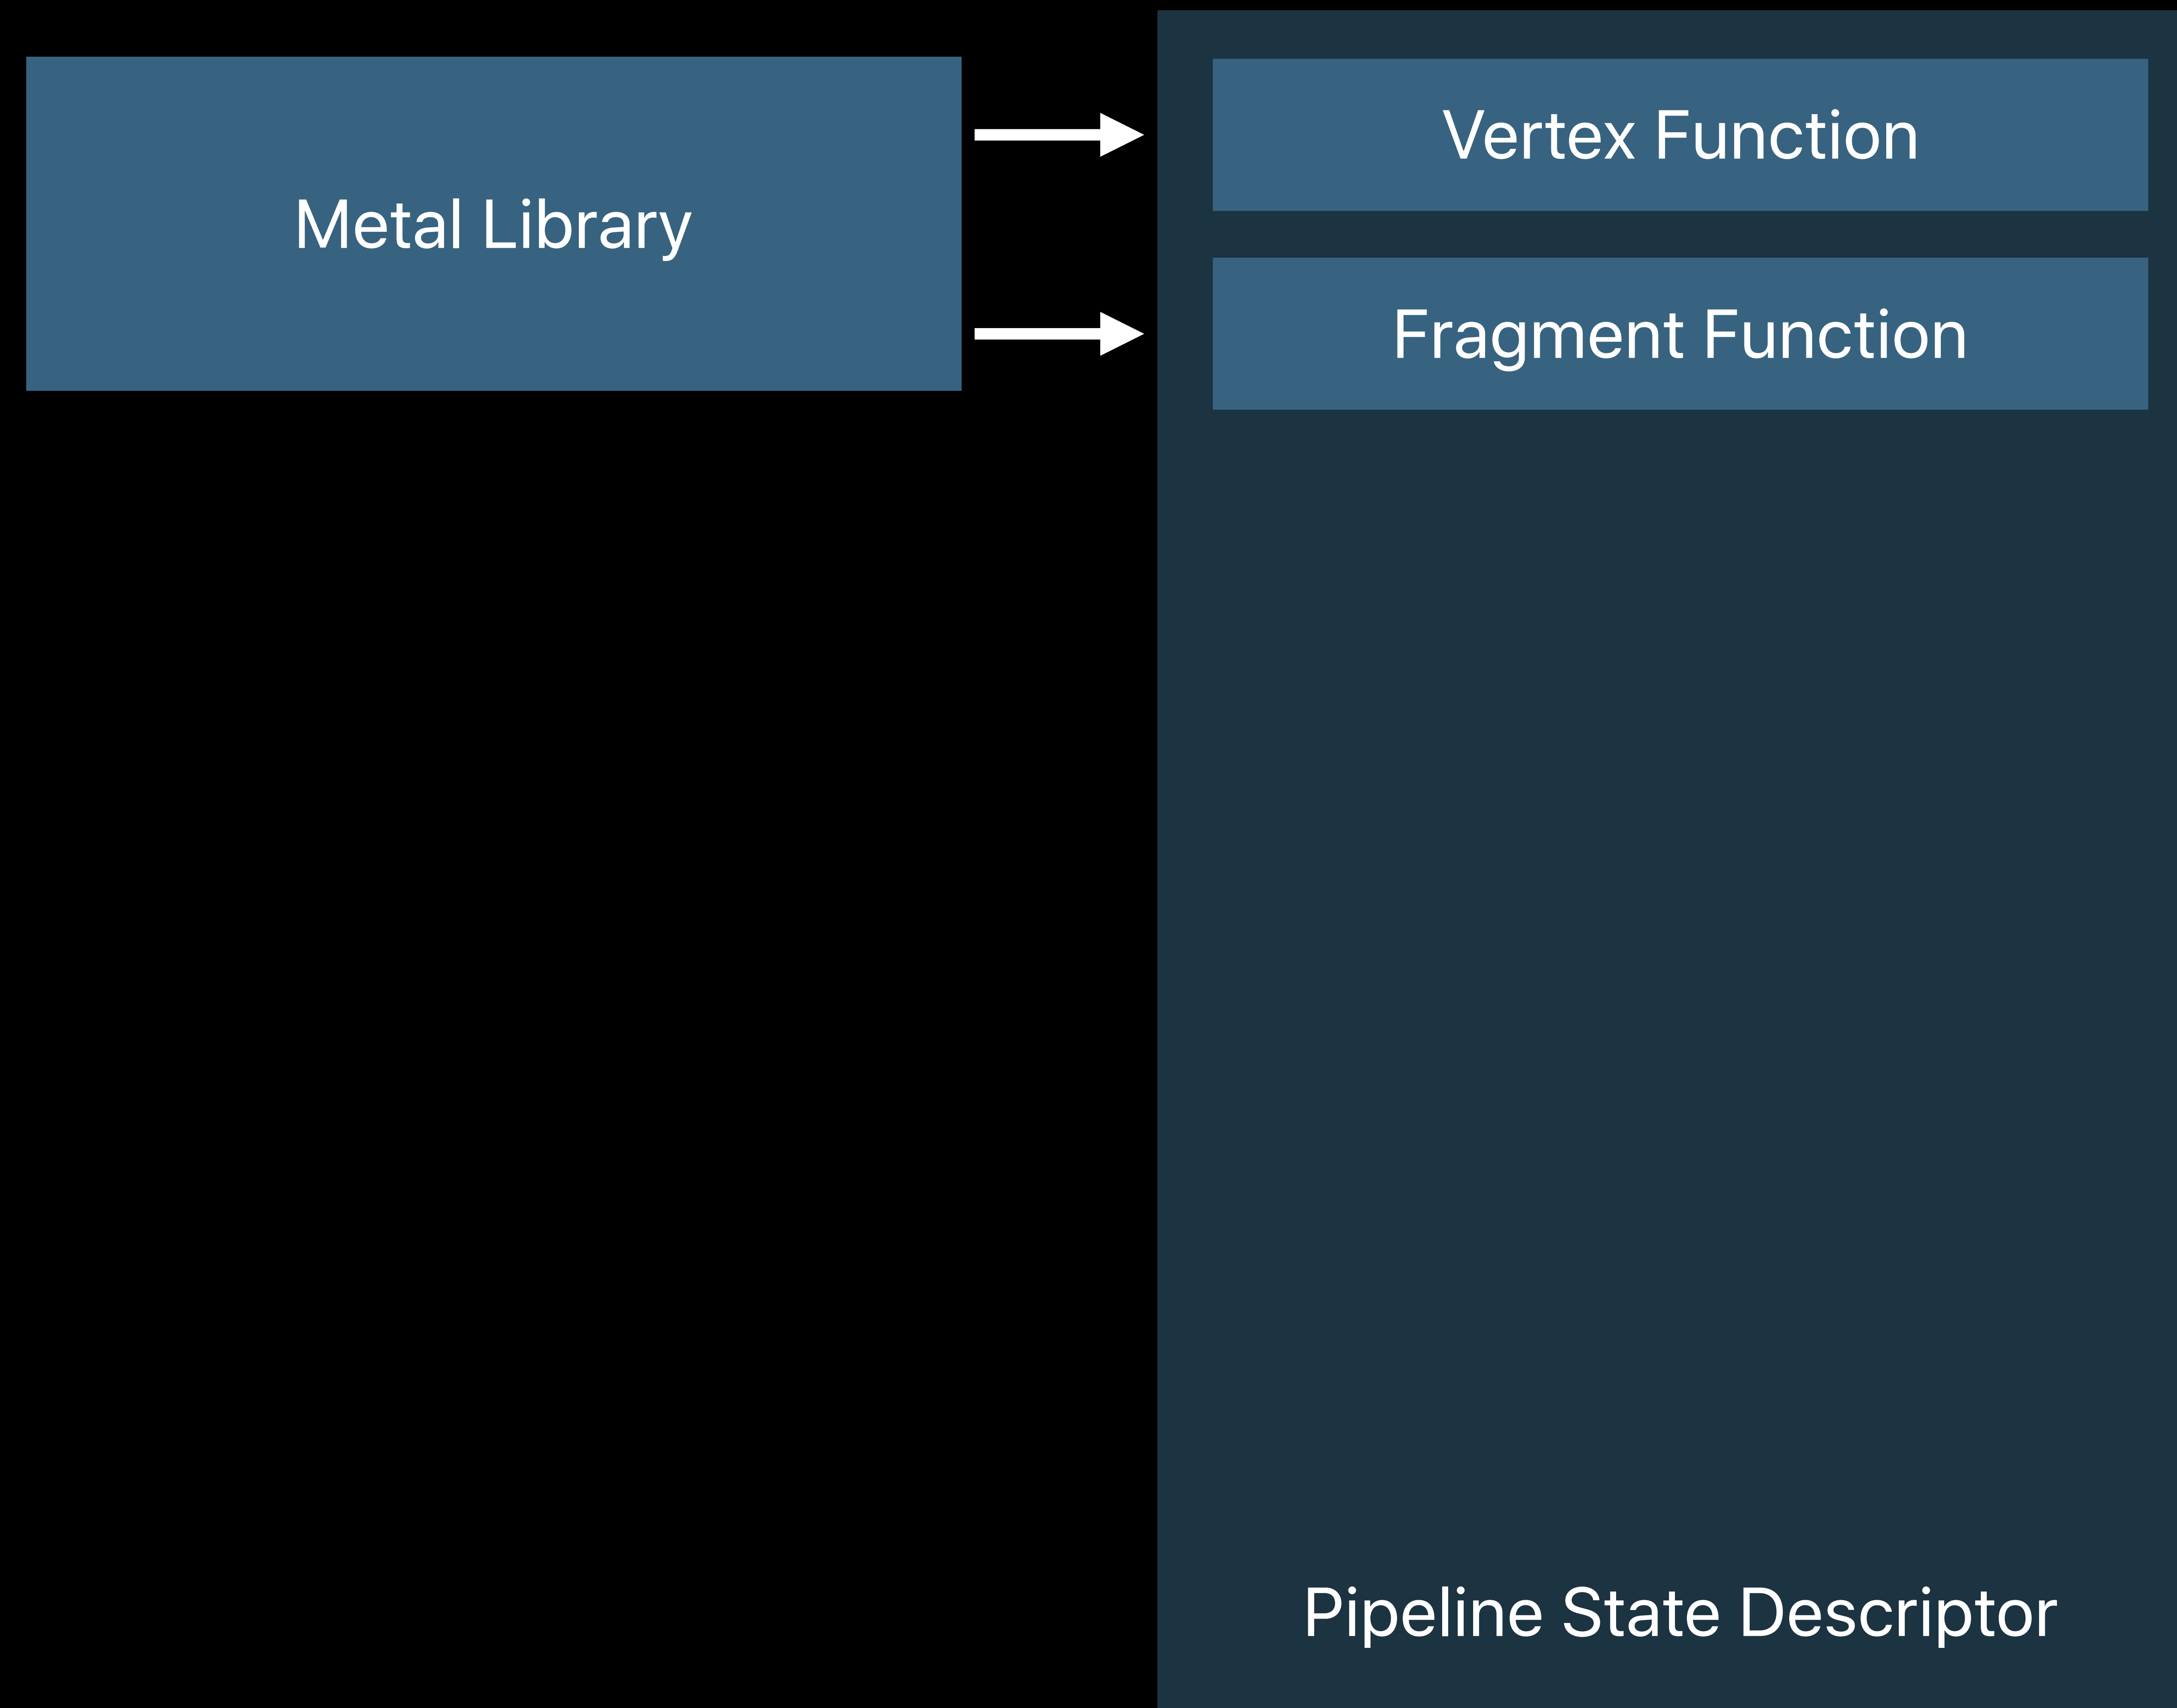 Metal Library
Vertex Function
Fragment Function
Pipeline State Descriptor